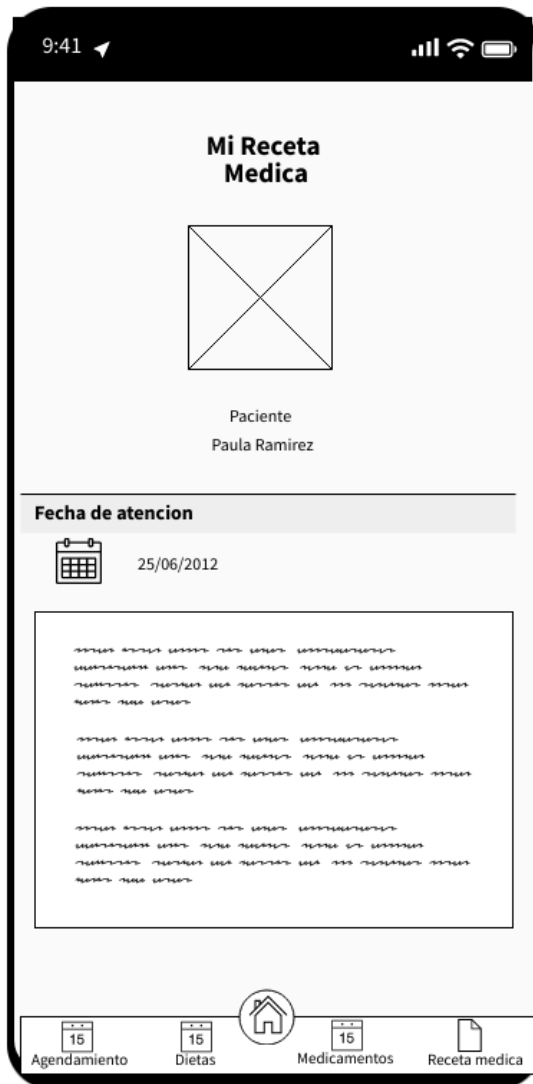 9:41
Mi Receta
Medica
Paciente
Paula Ramirez
Fecha de atencion
25/06/2012
15
Agendamiento
15
Dietas
15
Medicamentos
Receta medica